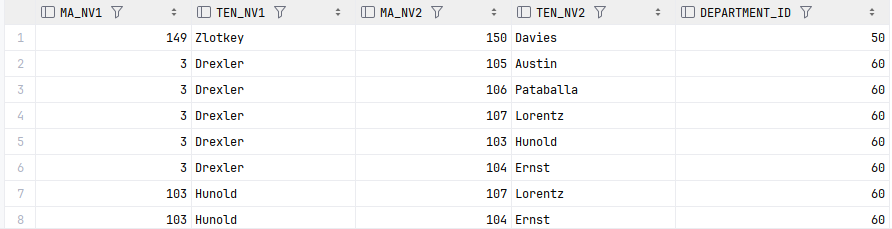 MA_NV1 TEN_NV1 MA_NV2 TEN_NV2 DEPARTMENT_ID
1 149 Zlotkey 150 Davies 50
2 3 Drexler 105 Austin 60
3 3 Drexler 106 Pataballa 60
4 3 Drexler 107 Lorentz 60
5 3 Drexler 103 Hunold 60
6 3 Drexler 104 Ernst 60
7 103 Hunold 107 Lorentz 60
8 103 Hunold 104 Ernst 60